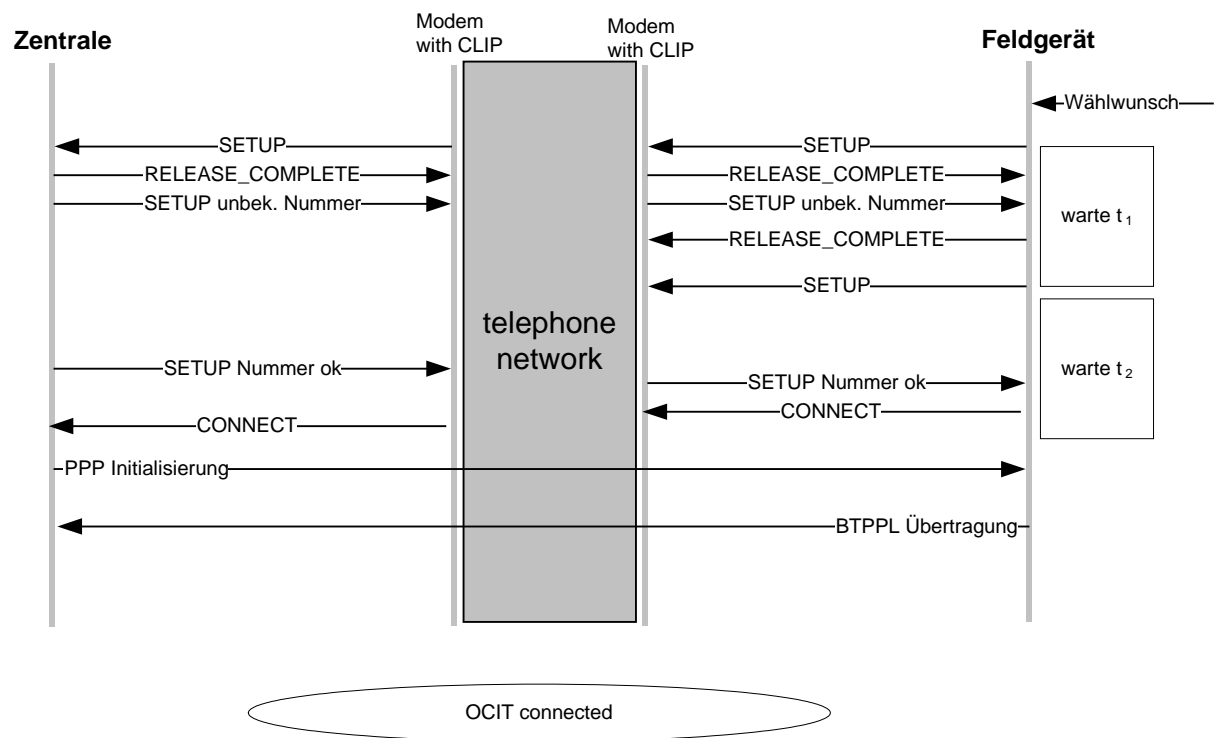 Modem
with CLIP
Modem
with CLIP
Zentrale
Feldgerät
Wählwunsch
SETUP
SETUP
RELEASE_COMPLETE
RELEASE_COMPLETE
SETUP unbek. Nummer
SETUP unbek. Nummer
warte t 1
RELEASE_COMPLETE
SETUP
telephone
network
SETUP Nummer ok
warte t 2
SETUP Nummer ok
CONNECT
CONNECT
PPP Initialisierung
BTPPL Übertragung
OCIT connected